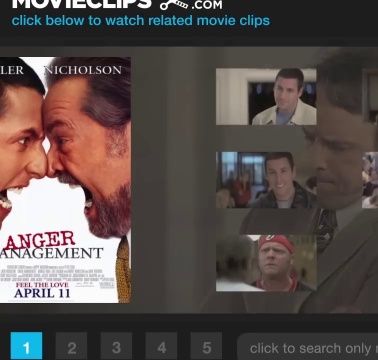 MOVIECLIPS .COM
click below to watch related movie clips
LER NICHOLSON
ANGER
ANAGEMENT
FEEL THE LOVE
APRIL 11
1 2 3 4 5 click to search only